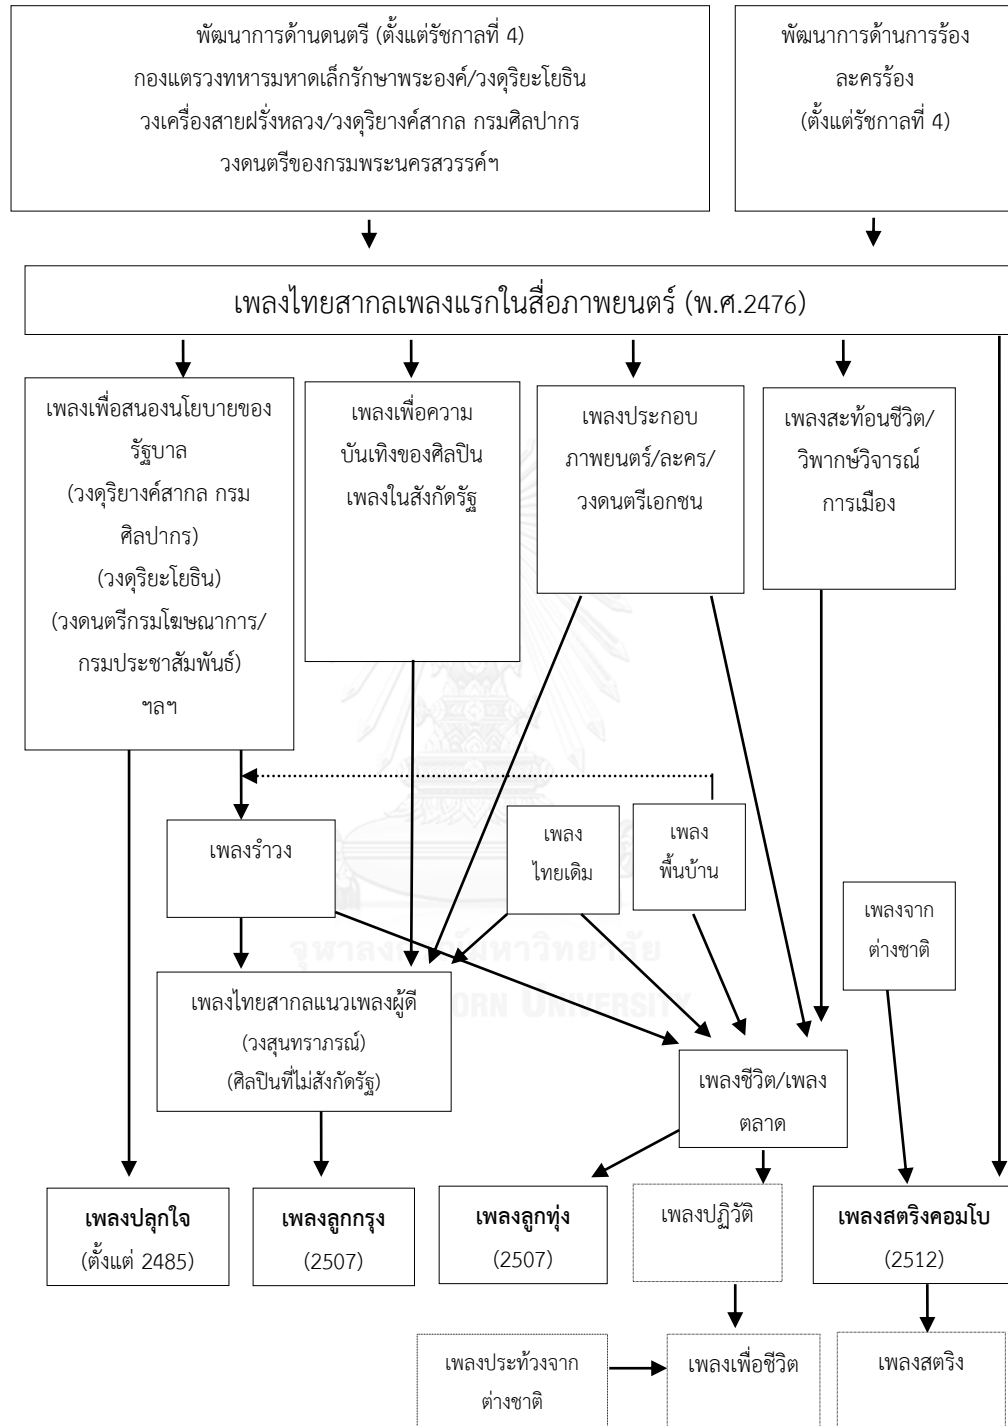 พัฒนาการด้านดนตรี (ตั้งแต่รัชกาลที่ 4)
กองแตรวงทหารมหาดเล็กรักษาพระองค์/วงดุริยะโยธิน
วงเครื่องสายฝรั่งหลวง/วงดุริยางค์สากล กรมศิลปากร
วงดนตรีของกรมพระนครสวรรค์ฯ
พัฒนาการด้านการร้อง
ละครร้อง
(ตั้งแต่รัชกาลที่ 4)
เพลงไทยสากลเพลงแรกในสื่อภาพยนตร์ (พ.ศ.2476)
เพลงเพื่อสนองนโยบายของ
รัฐบาล
(วงดุริยางค์สากล กรม
ศิลปากร)
(วงดุริยะโยธิน)
(วงดนตรีกรมโฆษณาการ/
กรมประชาสัมพันธ์)
ฯลฯ
เพลงเพื่อความ
บันเทิงของศิลปิน
เพลงในสังกัดรัฐ
เพลงประกอบ
ภาพยนตร์/ละคร/
วงดนตรีเอกชน
เพลงสะท้อนชีวิต/
วิพากษ์วิจารณ์
การเมือง
เพลงรำวง
เพลง
ไทยเดิม
เพลง
พื้นบ้าน
เพลงจาก
ต่างชาติ
จุฬาลงกรณ์มหาวิทยาลัย
ORN UNIVERSITY
เพลงไทยสากลแนวเพลงผู้ดี
(วงสุนทราภรณ์)
(ศิลปินที่ไม่สังกัดรัฐ)
เพลงชีวิต/เพลง
ตลาด
เพลงปลุกใจ
(ตั้งแต่ 2485)
เพลงลูกกรุง
(2507)
เพลงลูกทุ่ง
(2507)
เพลงปฏิวัติ
เพลงสตริงคอมโบ
(2512)
เพลงประท้วงจาก
ต่างชาติ
เพลงเพื่อชีวิต
เพลงสตริง